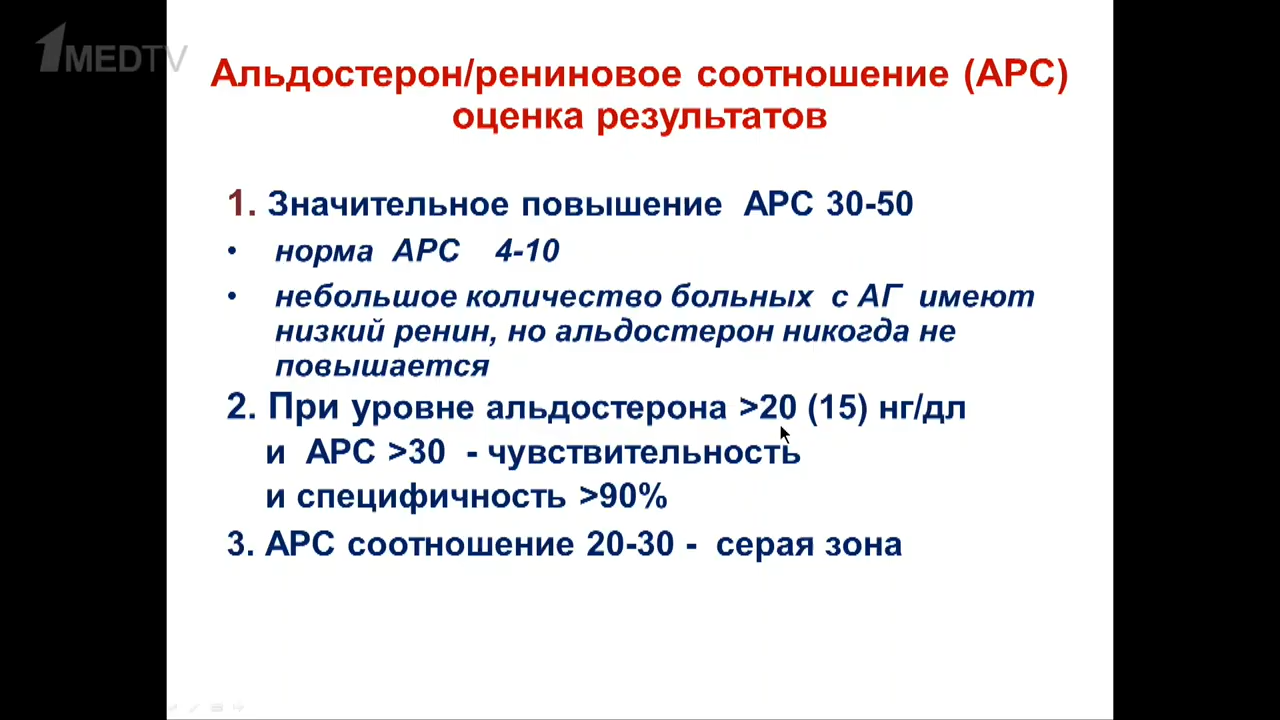 1MEDTV
Альдостерон/рениновое соотношение (АРС)
оценка результатов
1. Значительное повышение АРС 30-50
• норма АРС 4-10
• небольшое количество больных с АГ имеют
низкий ренин, но альдостерон никогда не
повышается
2. При уровне альдостерона >20 (15) нг/дл
и АРС >30 - чувствительность
и специфичность >90%
3. АРС соотношение 20-30 - серая зона